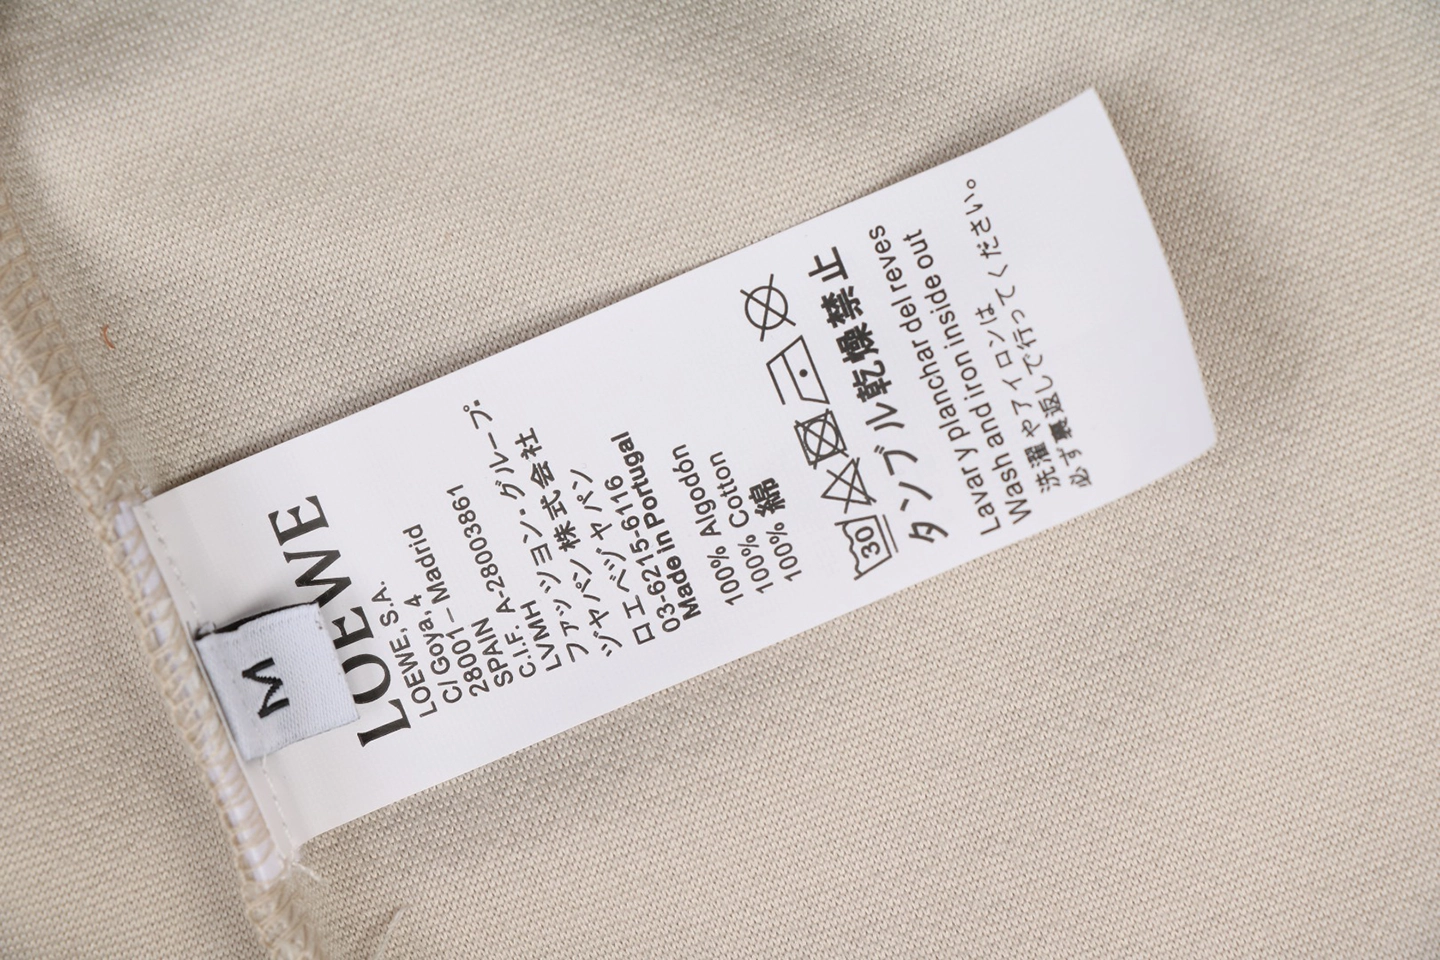 M
LOEWE
LOEWE, S.A.
C/ Goya, 4
28001 – Madrid
SPAIN
C.I.F. A-28003861
LVMH ファッション・グループ・
ジャパン 株式会社
ロエベジャパン
03-6215-6116
Made in Portugal
100% Algodón
100% Cotton
100% 綿
30
タンブル乾燥禁止
Lavar y planchar del reves
Wash and iron inside out
洗濯やアイロンは
必ず裏返しで行ってください。